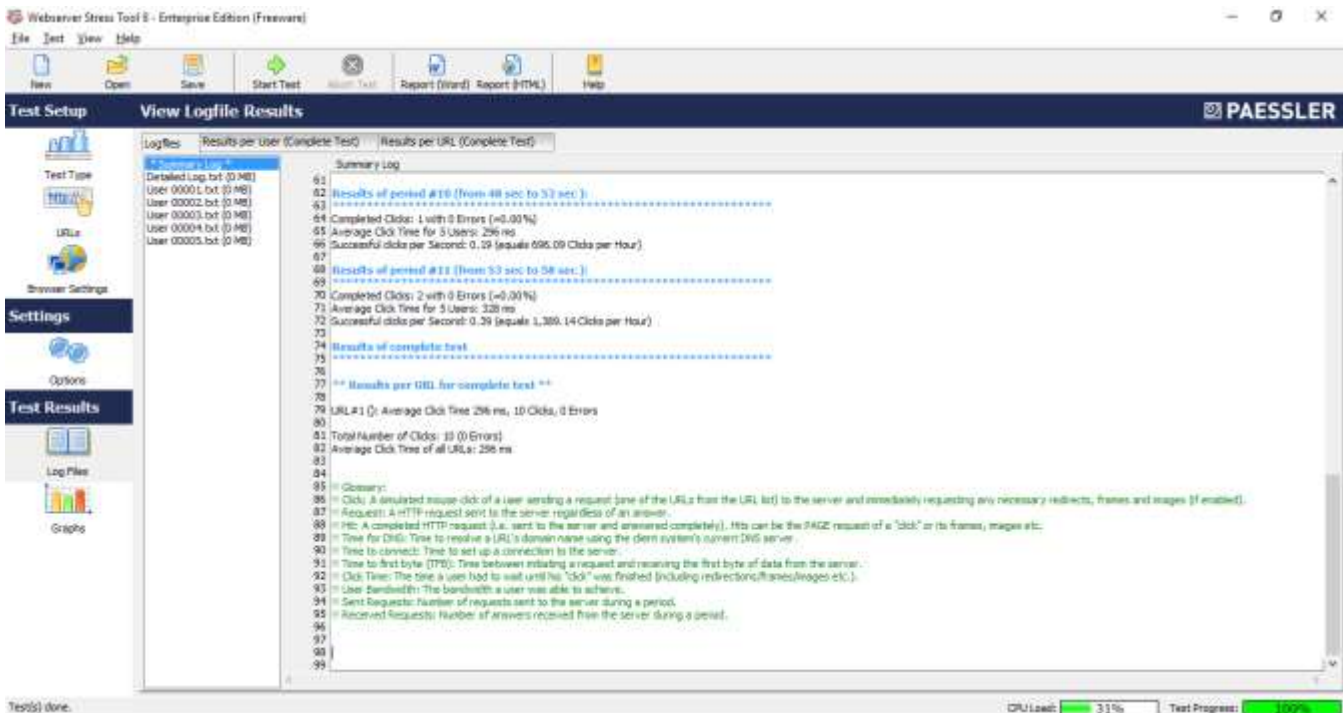 Webserver Stress Tool 8 - Enterprise Edition (Freeware)
File Test View Help
New Open Save Start Test Abort Test Report (Word) Report (HTML) Help
Test Setup
View Logfile Results
PAESSLER
Test Type
URLs
Browser Settings
Settings
Options
Test Results
Log Files
Graphs
Logfiles Results per User (Complete Test) Results per URL (Complete Test)
* Summary Log *
Detailed Log.txt (0 MB)
User 00001.txt (0 MB)
User 00002.txt (0 MB)
User 00003.txt (0 MB)
User 00004.txt (0 MB)
User 00005.txt (0 MB)
Summary Log
61
62 Results of period #10 (from 48 sec to 53 sec ):
63 **********************************************************************
64 Completed Clicks: 1 with 0 Errors (=0.00%)
65 Average Click Time for 5 Users: 296 ms
66 Successful clicks per Second: 0.19 (equals 696.09 Clicks per Hour)
67
68 Results of period #11 (from 53 sec to 58 sec ):
69 **********************************************************************
70 Completed Clicks: 2 with 0 Errors (=0.00%)
71 Average Click Time for 5 Users: 328 ms
72 Successful clicks per Second: 0.39 (equals 1,389.14 Clicks per Hour)
73
74 Results of complete test
75 **********************************************************************
76
77 ** Results per URL for complete test **
78
79 URL#1 (): Average Click Time 296 ms, 10 Clicks, 0 Errors
80
81 Total Number of Clicks: 10 (0 Errors)
82 Average Click Time of all URLs: 296 ms
83
84
85 Glossary:
86 Click: A simulated mouse click of a user sending a request (one of the URLs from the URL list) to the server and immediately requesting any necessary redirects, frames and images (if enabled).
87 Request: A HTTP request sent to the server regardless of an answer.
88 Hit: A completed HTTP request (i.e. sent to the server and answered completely). Hits can be the PAGE request of a "click" or its frames, images etc.
89 Time for DNS: Time to resolve a URL's domain name using the client system's current DNS server.
90 Time to connect: Time to set up a connection to the server.
91 Time to first byte (TFB): Time between initiating a request and receiving the first byte of data from the server.
92 Click Time: The time a user had to wait until his "click" was finished (including redirections/frames/images etc.).
93 User Bandwidth: The bandwidth a user was able to achieve.
94 Sent Requests: Number of requests sent to the server during a period.
95 Received Requests: Number of answers received from the server during a period.
96
97
98
99
Test(s) done.
CPU Load: 31% Test Progress: 100%